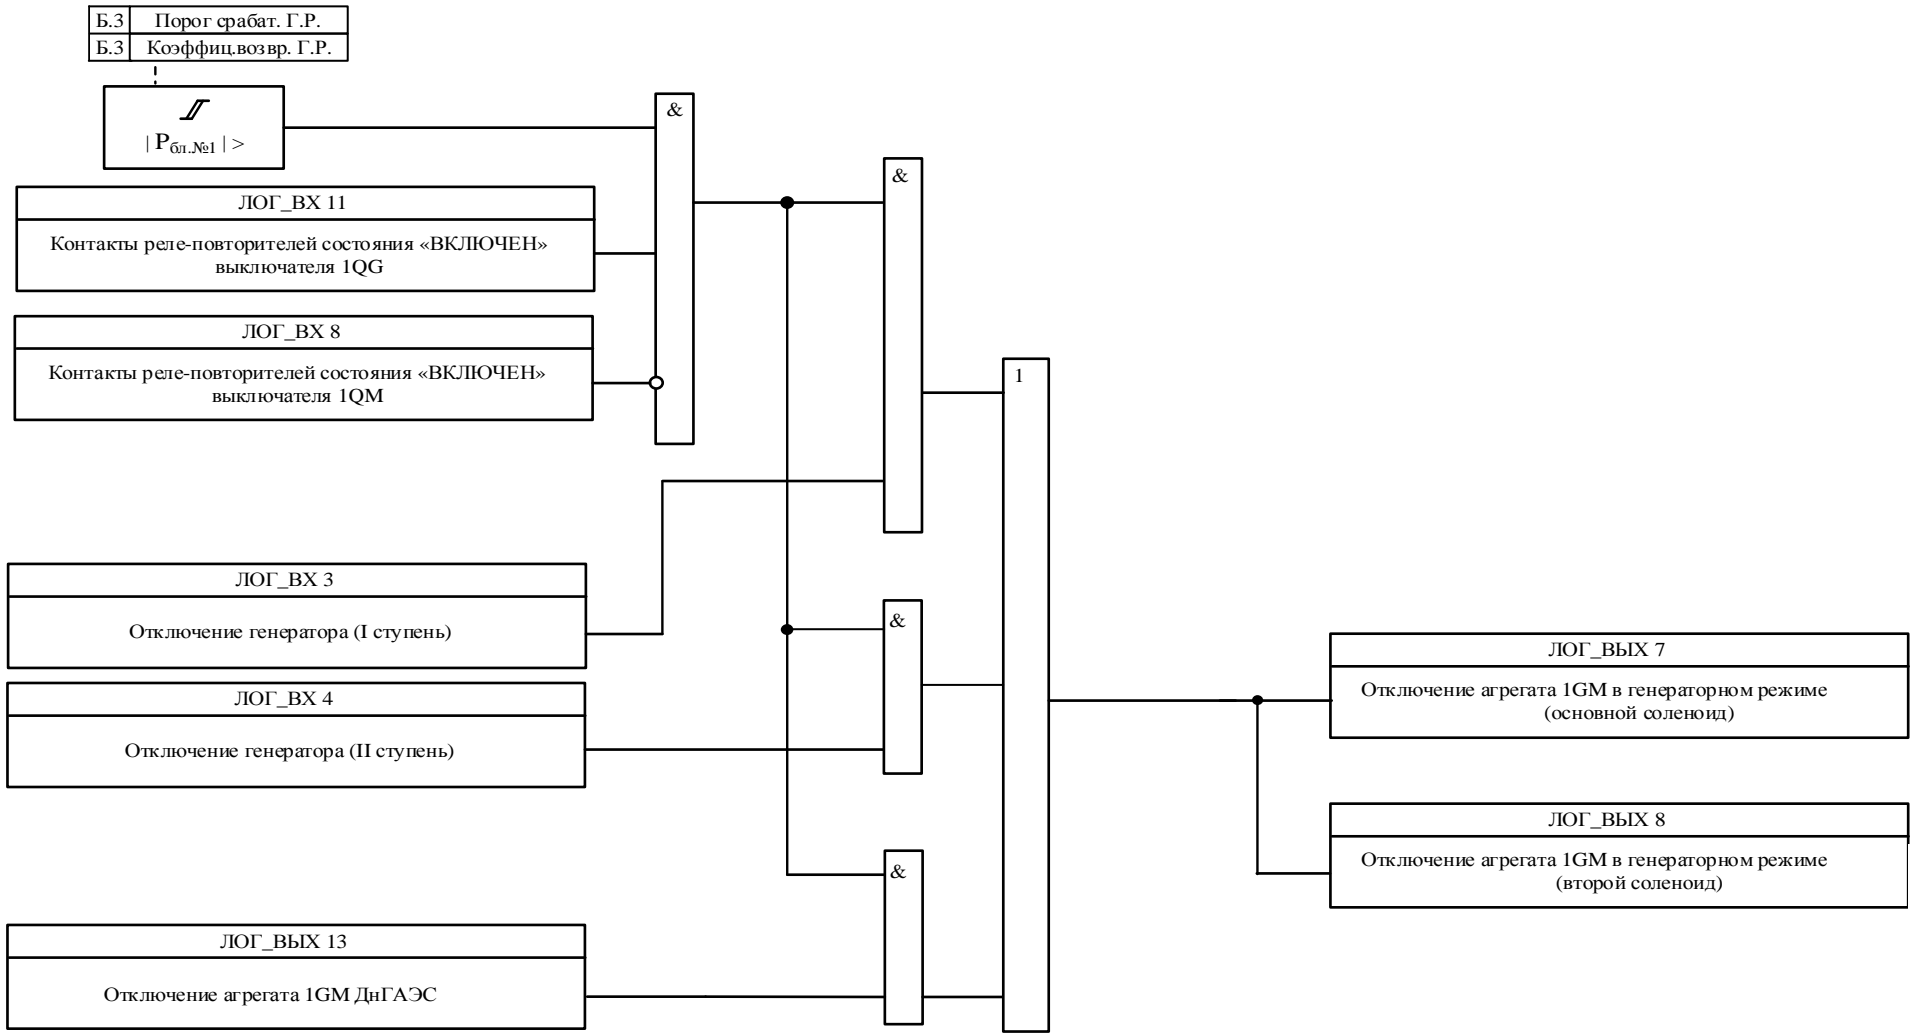 Б.3 Порог срабат. Г.Р.
Б.3 Коэффиц.возвр. Г.Р.
| Рбл.№1 | >
&
ЛОГ_ВХ 11
Контакты реле-повторителей состояния «ВКЛЮЧЕН»
выключателя 1QG
&
ЛОГ_ВХ 8
Контакты реле-повторителей состояния «ВКЛЮЧЕН»
выключателя 1QM
1
ЛОГ_ВХ 3
Отключение генератора (I ступень)
&
ЛОГ_ВХ 4
Отключение генератора (II ступень)
ЛОГ_ВЫХ 7
Отключение агрегата 1GM в генераторном режиме
(основной соленоид)
ЛОГ_ВЫХ 8
Отключение агрегата 1GM в генераторном режиме
(второй соленоид)
&
ЛОГ_ВЫХ 13
Отключение агрегата 1GM ДнГАЭС